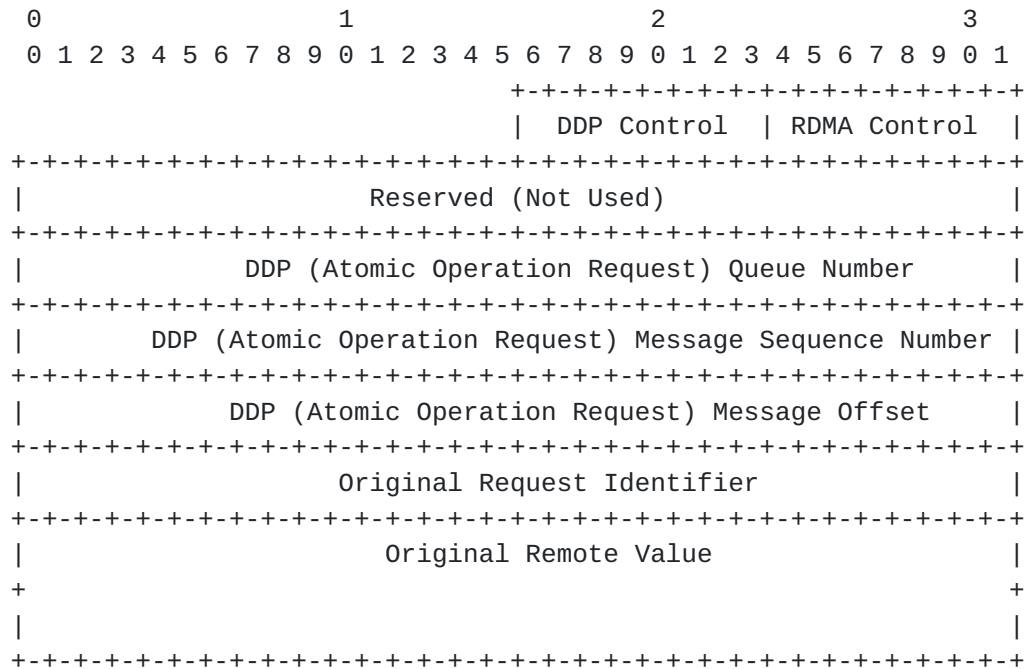 0                   1                   2                   3
 0 1 2 3 4 5 6 7 8 9 0 1 2 3 4 5 6 7 8 9 0 1 2 3 4 5 6 7 8 9 0 1
                                +-+-+-+-+-+-+-+-+-+-+-+-+-+-+-+-+
                                |  DDP Control  | RDMA Control  |
+-+-+-+-+-+-+-+-+-+-+-+-+-+-+-+-+-+-+-+-+-+-+-+-+-+-+-+-+-+-+-+-+
|                      Reserved (Not Used)                      |
+-+-+-+-+-+-+-+-+-+-+-+-+-+-+-+-+-+-+-+-+-+-+-+-+-+-+-+-+-+-+-+-+
|              DDP (Atomic Operation Request) Queue Number      |
+-+-+-+-+-+-+-+-+-+-+-+-+-+-+-+-+-+-+-+-+-+-+-+-+-+-+-+-+-+-+-+-+
|        DDP (Atomic Operation Request) Message Sequence Number |
+-+-+-+-+-+-+-+-+-+-+-+-+-+-+-+-+-+-+-+-+-+-+-+-+-+-+-+-+-+-+-+-+
|             DDP (Atomic Operation Request) Message Offset     |
+-+-+-+-+-+-+-+-+-+-+-+-+-+-+-+-+-+-+-+-+-+-+-+-+-+-+-+-+-+-+-+-+
|                    Original Request Identifier                |
+-+-+-+-+-+-+-+-+-+-+-+-+-+-+-+-+-+-+-+-+-+-+-+-+-+-+-+-+-+-+-+-+
|                       Original Remote Value                   |
+                                                               +
|                                                               |
+-+-+-+-+-+-+-+-+-+-+-+-+-+-+-+-+-+-+-+-+-+-+-+-+-+-+-+-+-+-+-+-+